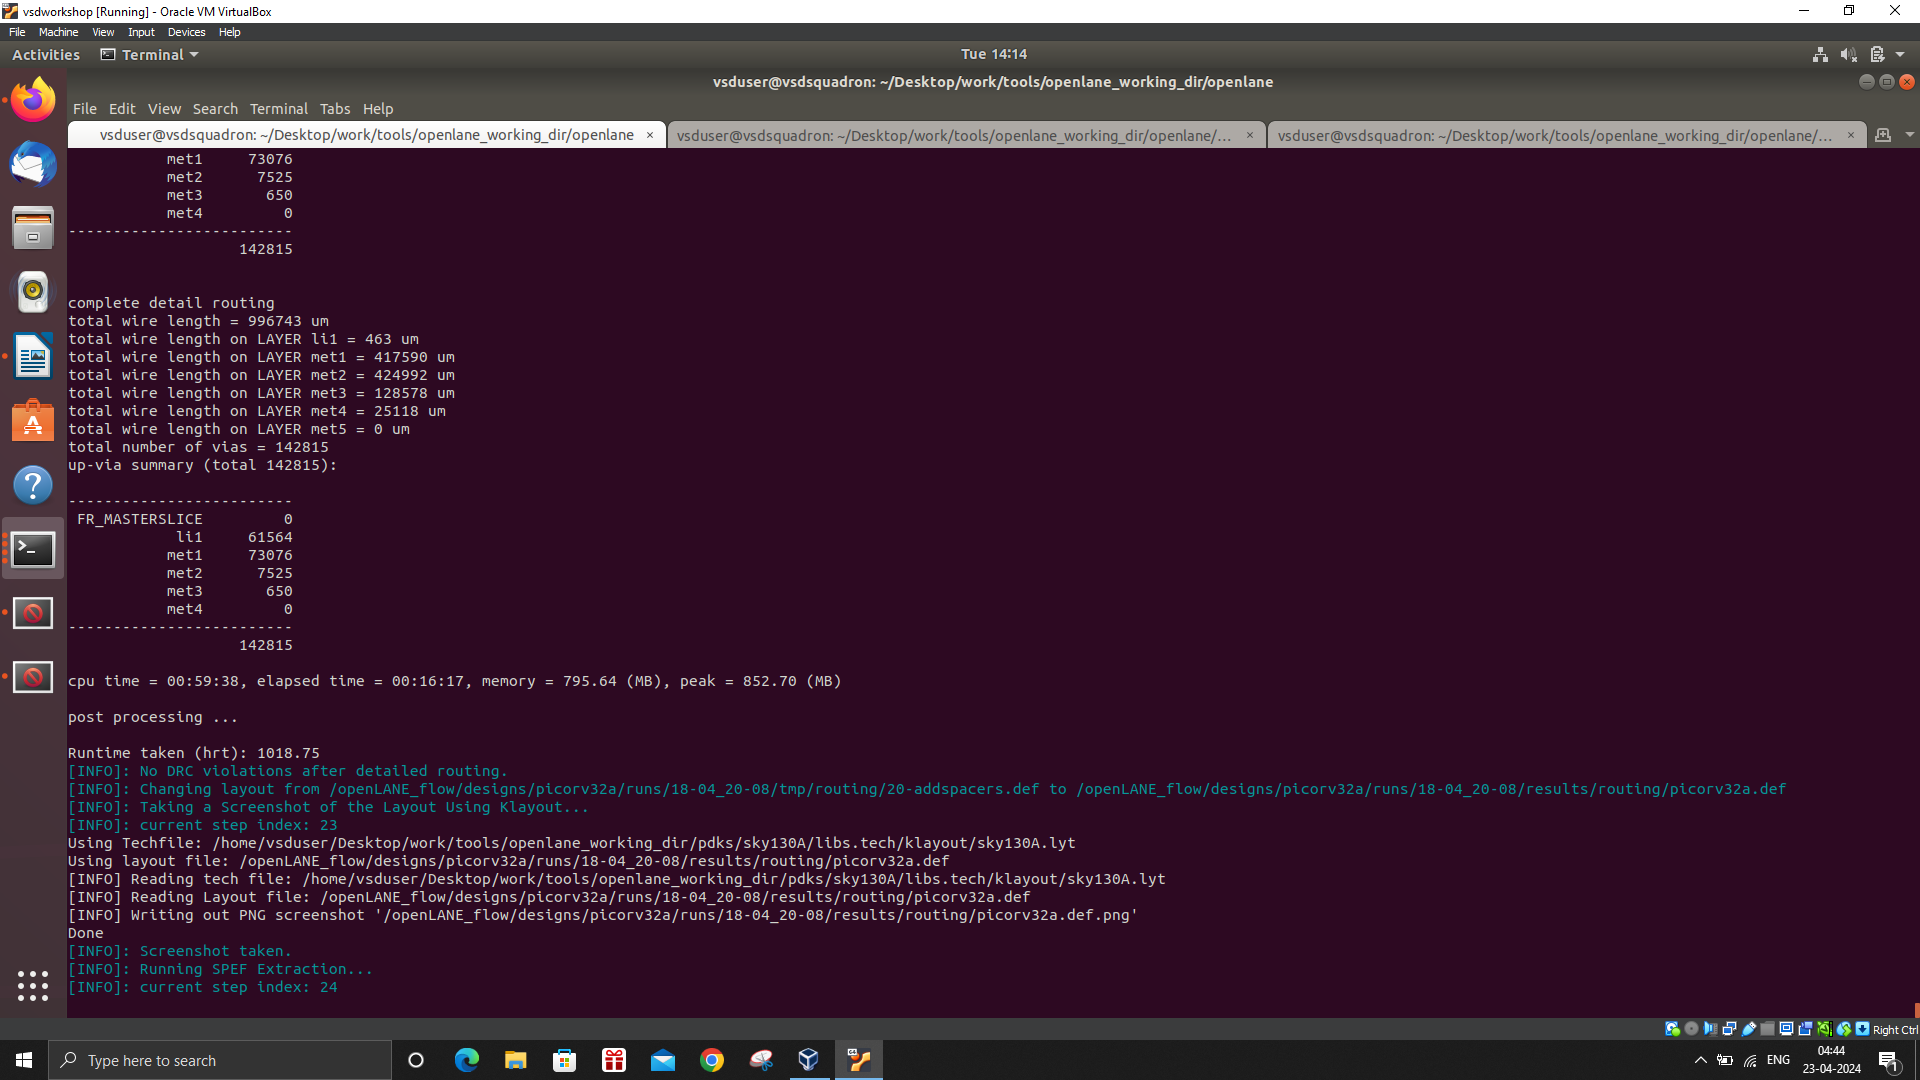 vsdworkshop [Running] - Oracle VM VirtualBox
File Machine View Input Devices Help
Activities Terminal Tue 14:14
vsduser@vsdsquadron: ~/Desktop/work/tools/openlane_working_dir/openlane
File Edit View Search Terminal Tabs Help
vsduser@vsdsquadron: ~/Desktop/work/tools/openlane_working_dir/openlane × vsduser@vsdsquadron: ~/Desktop/work/tools/openlane_working_dir/openlane/... × vsduser@vsdsquadron: ~/Desktop/work/tools/openlane_working_dir/openlane/... ×
met1 73076
met2 7525
met3 650
met4 0
-------------------------
142815
complete detail routing
total wire length = 996743 um
total wire length on LAYER li1 = 463 um
total wire length on LAYER met1 = 417590 um
total wire length on LAYER met2 = 424992 um
total wire length on LAYER met3 = 128578 um
total wire length on LAYER met4 = 25118 um
total wire length on LAYER met5 = 0 um
total number of vias = 142815
up-via summary (total 142815):
-------------------------
FR_MASTERSLICE 0
li1 61564
met1 73076
met2 7525
met3 650
met4 0
-------------------------
142815
cpu time = 00:59:38, elapsed time = 00:16:17, memory = 795.64 (MB), peak = 852.70 (MB)
post processing ...
Runtime taken (hrt): 1018.75
[INFO]: No DRC violations after detailed routing.
[INFO]: Changing layout from /openLANE_flow/designs/picorv32a/runs/18-04_20-08/tmp/routing/20-addspacers.def to /openLANE_flow/designs/picorv32a/runs/18-04_20-08/results/routing/picorv32a.def
[INFO]: Taking a Screenshot of the Layout Using Klayout...
[INFO]: current step index: 23
Using Techfile: /home/vsduser/Desktop/work/tools/openlane_working_dir/pdks/sky130A/libs.tech/klayout/sky130A.lyt
Using layout file: /openLANE_flow/designs/picorv32a/runs/18-04_20-08/results/routing/picorv32a.def
[INFO] Reading tech file: /home/vsduser/Desktop/work/tools/openlane_working_dir/pdks/sky130A/libs.tech/klayout/sky130A.lyt
[INFO] Reading Layout file: /openLANE_flow/designs/picorv32a/runs/18-04_20-08/results/routing/picorv32a.def
[INFO] Writing out PNG screenshot '/openLANE_flow/designs/picorv32a/runs/18-04_20-08/results/routing/picorv32a.def.png'
Done
[INFO]: Screenshot taken.
[INFO]: Running SPEF Extraction...
[INFO]: current step index: 24
Right Ctrl
Type here to search
ENG
04:44
23-04-2024
1